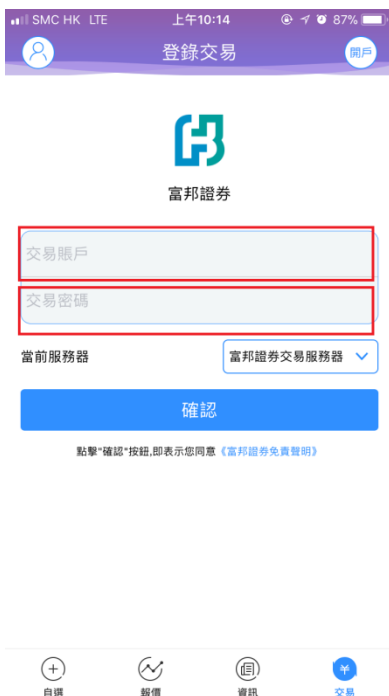 SMC HK LTE 上午10:14 87%
登錄交易
開戶
富邦證券
交易賬戶
交易密碼
當前服務器 富邦證券交易服務器
確認
點擊"確認"按鈕,即表示您同意《富邦證券免責聲明》
自選 報價 資訊 交易